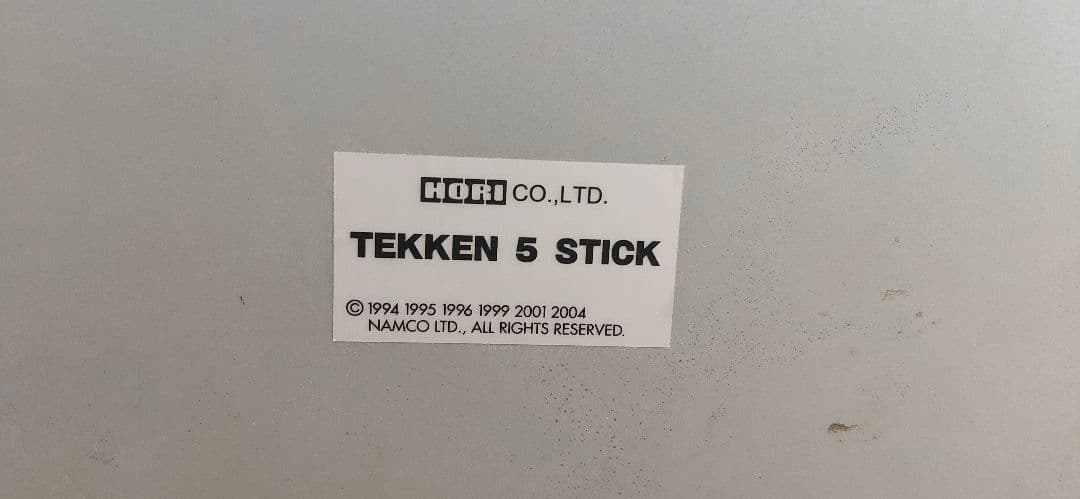 HORI CO.,LTD.
TEKKEN 5 STICK
© 1994 1995 1996 1999 2001 2004
NAMCO LTD., ALL RIGHTS RESERVED.